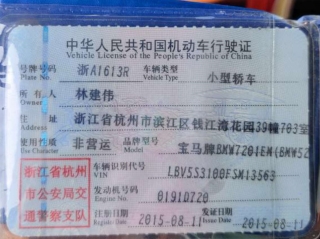 中华人民共和国机动车行驶证
Vehicle License of the People's Republic of China
号牌号码 浙A1613R 车辆类型 小型轿车
Plate No. Vehicle Type
所有人 林建伟
Owner
住 址 浙江省杭州市滨江区钱江湾花园39幢703室
Address
使用性质 非营运 品牌型号 宝马牌BMW7201EM(BMW52
Use Character Model
浙江省杭州 车辆识别代号 LBV5S3100FSM13563
VIN
市公安局交 发动机号码 0191D720
Engine No.
通警察支队 注册日期 2015-08-11 发证日期 2015-08-11
Register Date Issue Date